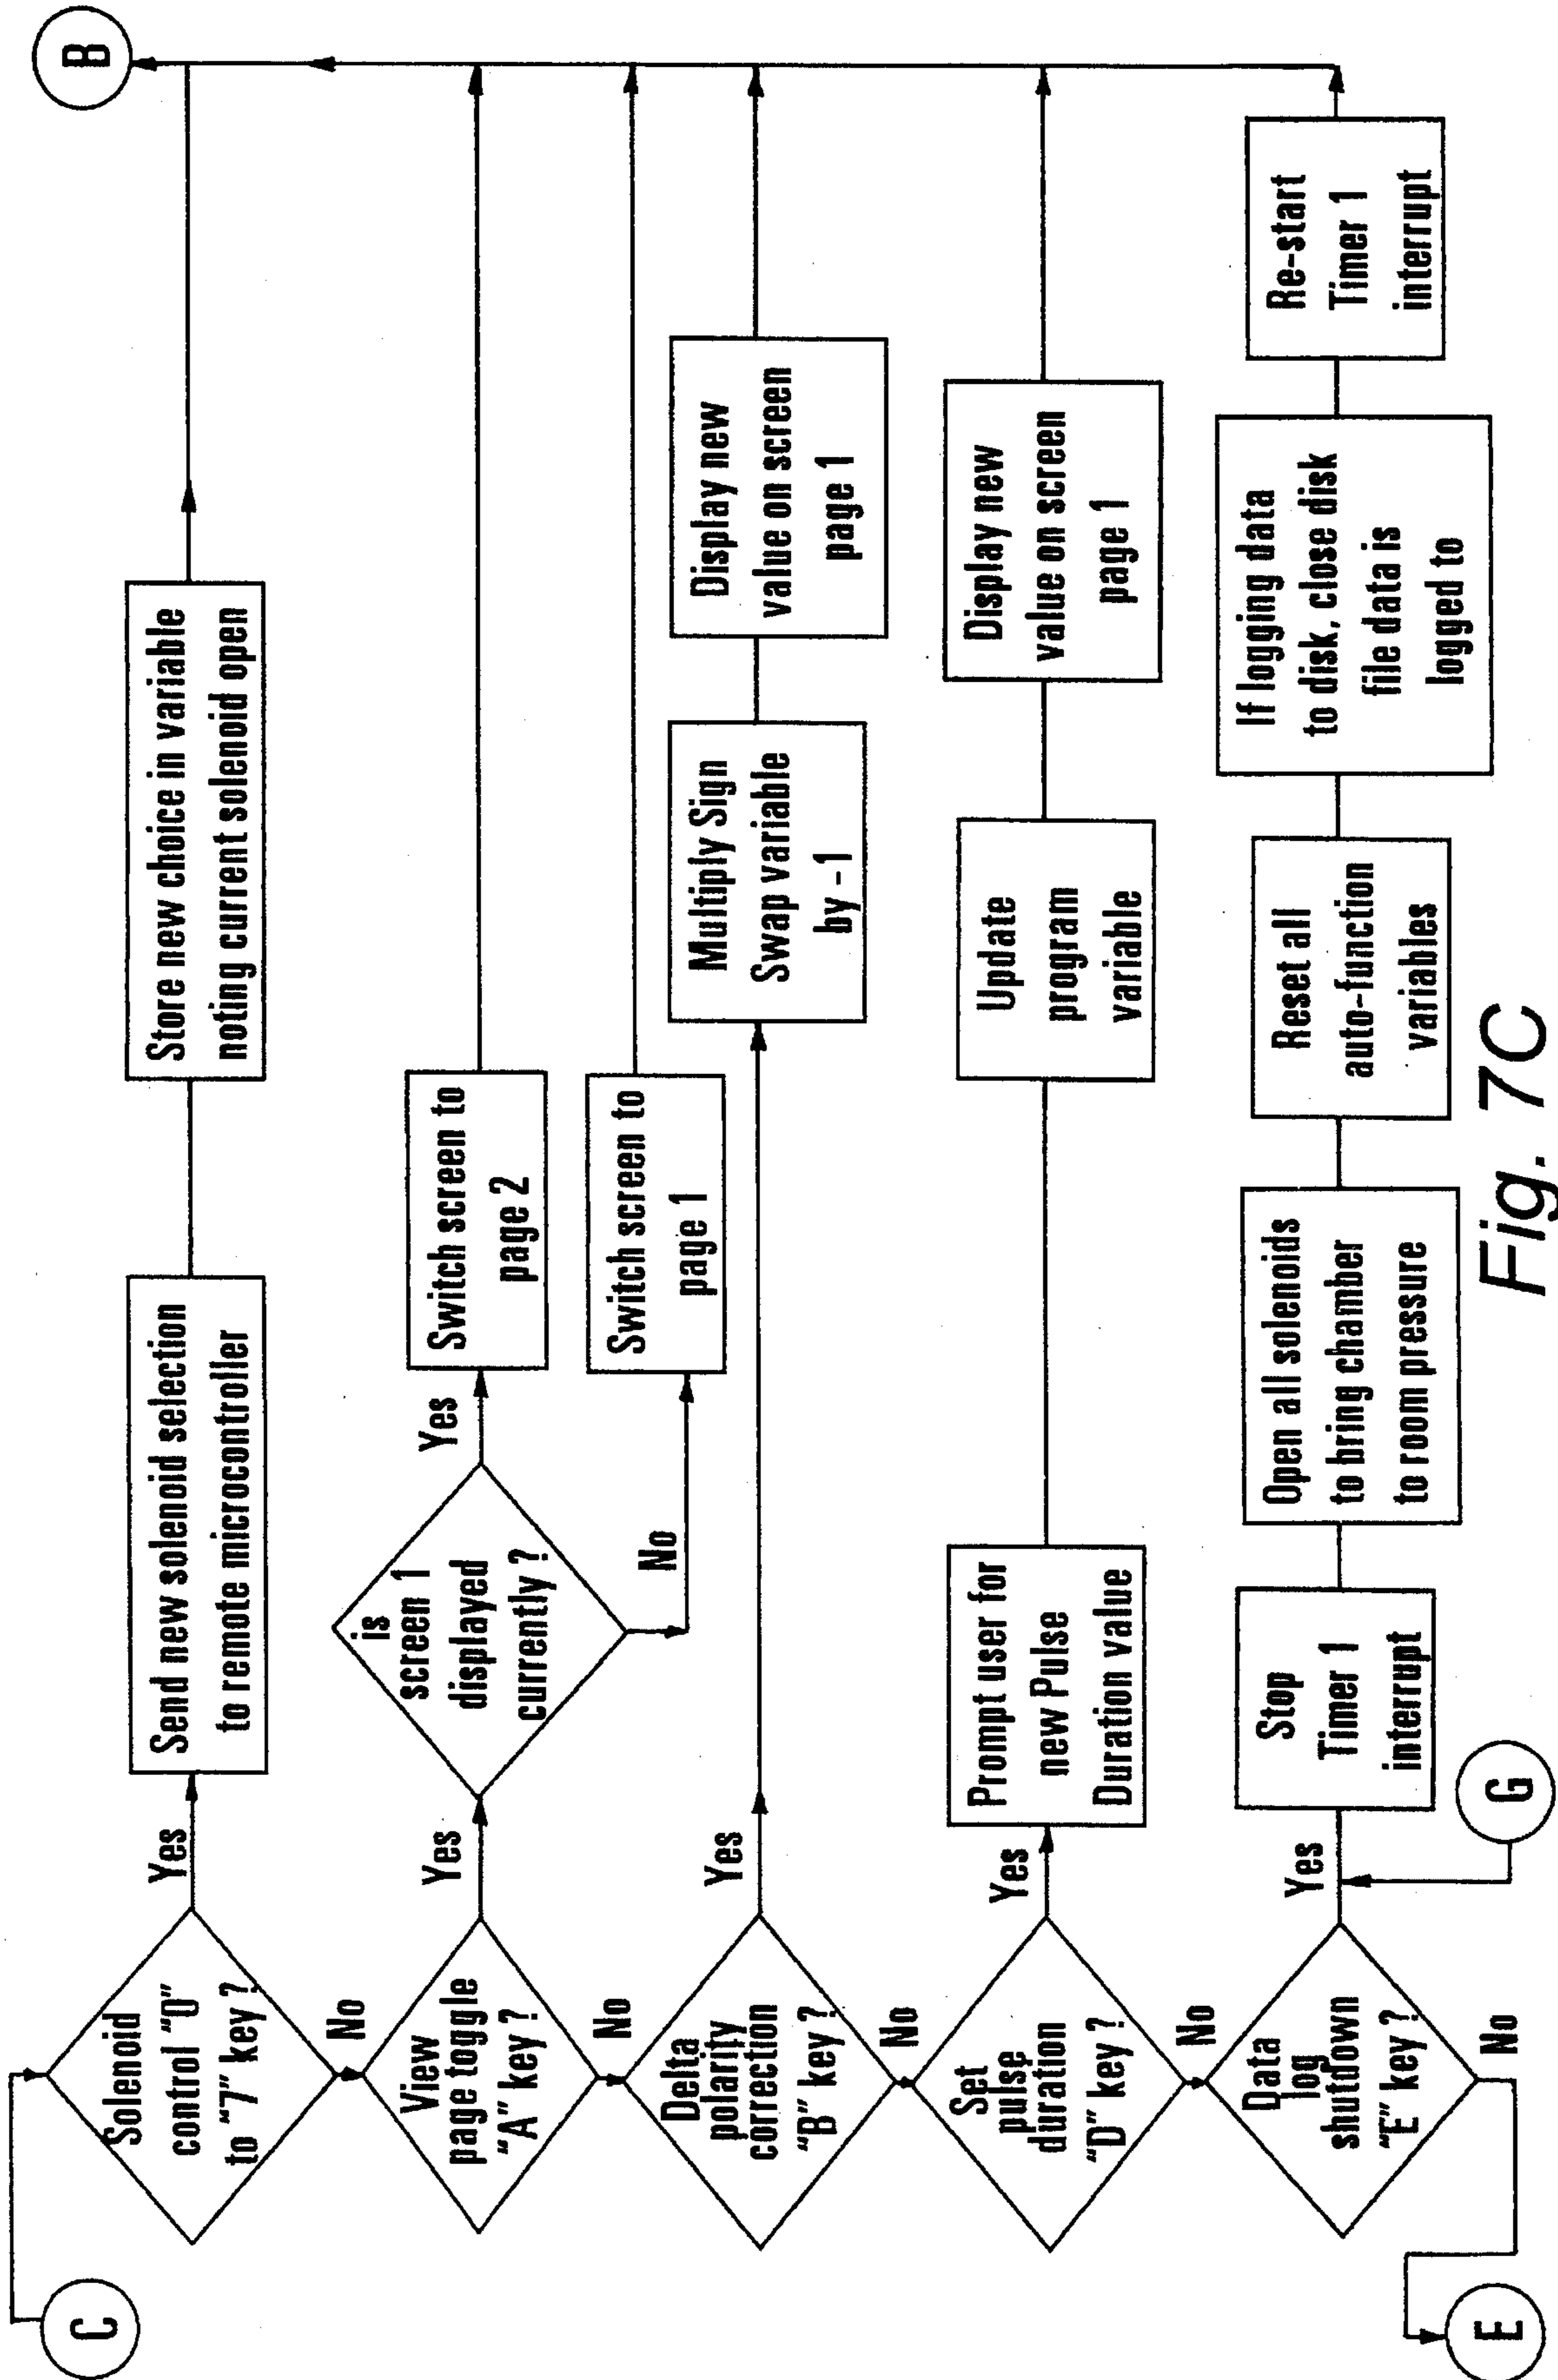 C
B
Solenoid
control "0"
to "7" key ?
Yes
Send new solenoid selection
to remote microcontroller
Store new choice in variable
noting current solenoid open
No
View
page toggle
"A" key ?
Yes
is
screen 1
displayed
currently ?
Yes
Switch screen to
page 2
No
Switch screen to
page 1
No
Delta
polarity
correction
"B" key ?
Yes
Multiply Sign
Swap variable
by -1
Display new
value on screen
page 1
No
Set
pulse
duration
"D" key ?
Yes
Prompt user for
new Pulse
Duration value
Update
program
variable
Display new
value on screen
page 1
No
Data
log
shutdown
"E" key ?
Yes
Stop
Timer 1
interrupt
Open all solenoids
to bring chamber
to room pressure
Reset all
auto-function
variables
If logging data
to disk, close disk
file data is
logged to
Re-start
Timer 1
interrupt
No
E
G
Fig. 7C